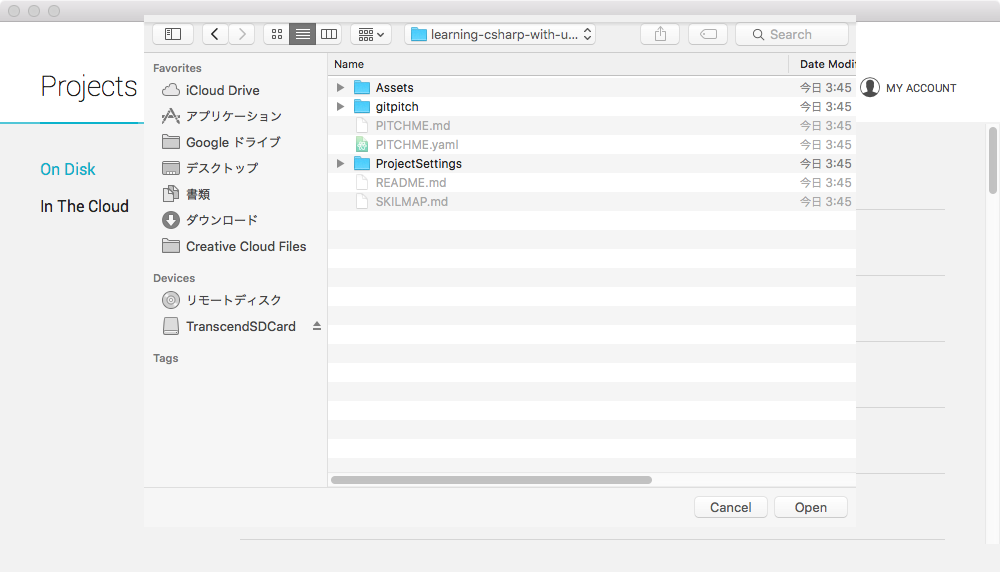 learning-csharp-with-u...
Search
Projects
MY ACCOUNT
On Disk
In The Cloud
Favorites
iCloud Drive
アプリケーション
Google ドライブ
デスクトップ
書類
ダウンロード
Creative Cloud Files
Devices
リモートディスク
TranscendSDCard
Tags
Name Date Modif
Assets 今日 3:45
gitpitch 今日 3:45
PITCHME.md 今日 3:45
PITCHME.yaml 今日 3:45
ProjectSettings 今日 3:45
README.md 今日 3:45
SKILMAP.md 今日 3:45
Cancel Open